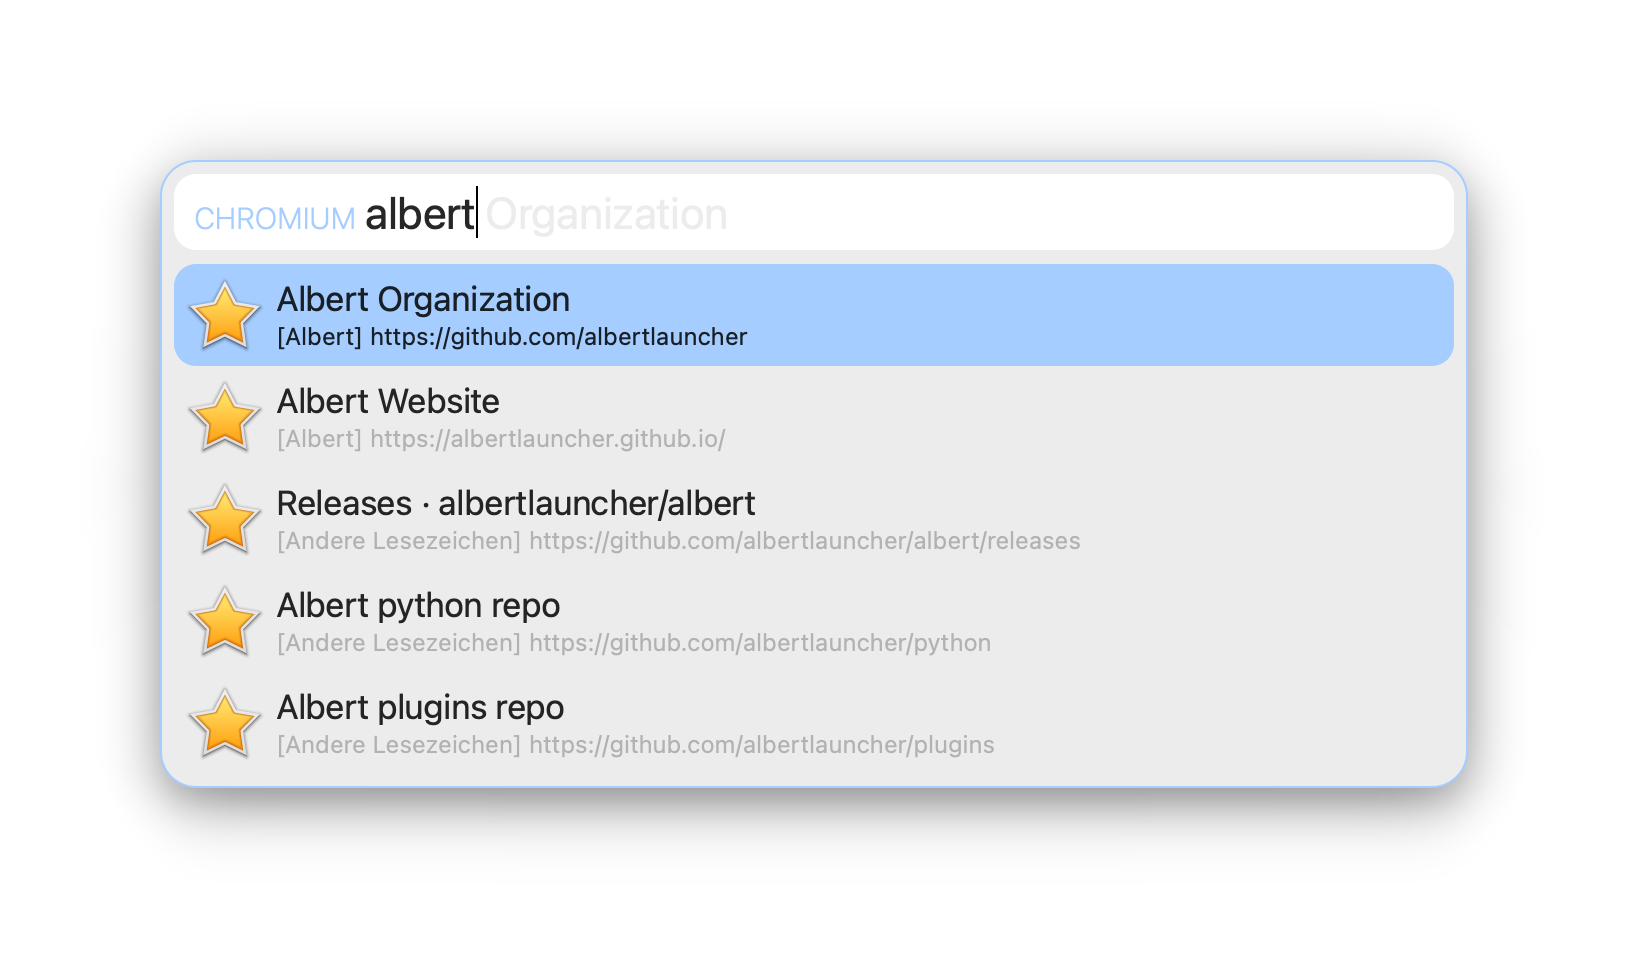 CHROMIUM albert Organization
Albert Organization
[Albert] https://github.com/albertlauncher
Albert Website
[Albert] https://albertlauncher.github.io/
Releases · albertlauncher/albert
[Andere Lesezeichen] https://github.com/albertlauncher/albert/releases
Albert python repo
[Andere Lesezeichen] https://github.com/albertlauncher/python
Albert plugins repo
[Andere Lesezeichen] https://github.com/albertlauncher/plugins